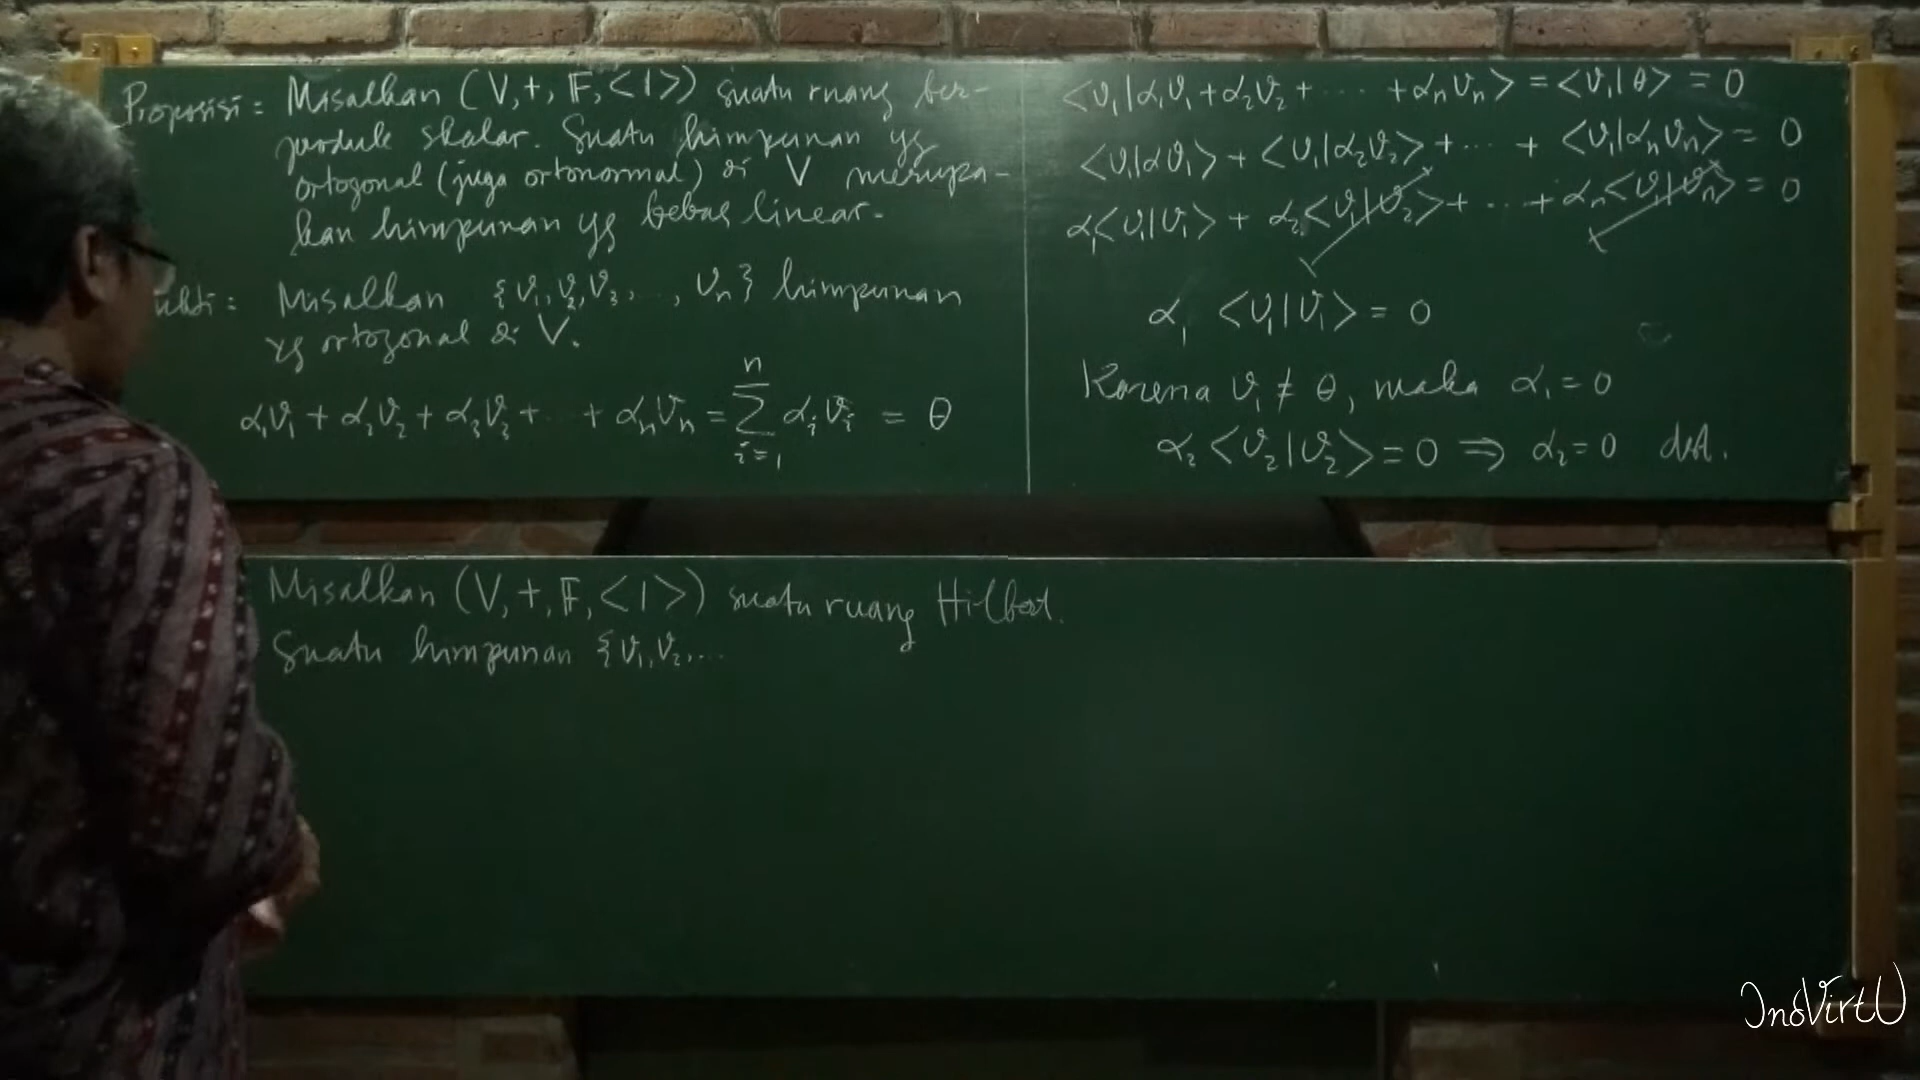 Proposisi = Misalkan (V, +, 𝔽, <|>) suatu ruang ber-
produk skalar. Suatu himpunan yg
ortogonal (juga ortonormal) di V merupa-
kan himpunan yg bebas linear.
ukti = Misalkan {v₁, v₂, v₃, ..., vₙ} himpunan
yg ortogonal di V.
α₁v₁ + α₂v₂ + α₃v₃ + ... + αₙvₙ = ∑ᵢ₌₁ⁿ αᵢvᵢ = θ
<v₁|α₁v₁ + α₂v₂ + ... + αₙvₙ> = <v₁|θ> = 0
<v₁|αv₁> + <v₁|α₂v₂> + ... + <v₁|αₙvₙ> = 0
α₁<v₁|v₁> + α₂<v₁|v₂> + ... + αₙ<v₁|vₙ> = 0
α₁ <v₁|v₁> = 0
Karena v₁ ≠ θ, maka α₁ = 0
α₂ <v₂|v₂> = 0 ⇒ α₂ = 0 dst.
Misalkan (V, +, 𝔽, <|>) suatu ruang Hilbert.
Suatu himpunan {v₁, v₂, ...
InoVirtU